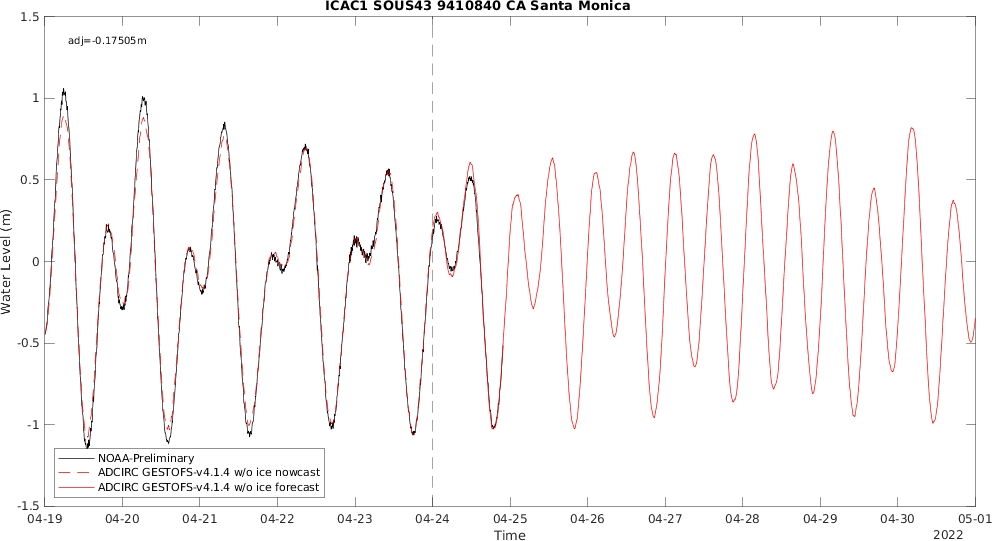 ICAC1 SOUS43 9410840 CA Santa Monica
adj=-0.17505m
1.5
1
0.5
0
-0.5
-1
-1.5
Water Level (m)
NOAA-Preliminary
ADCIRC GESTOFS-v4.1.4 w/o ice nowcast
ADCIRC GESTOFS-v4.1.4 w/o ice forecast
04-19 04-20 04-21 04-22 04-23 04-24 04-25 04-26 04-27 04-28 04-29 04-30 05-01
Time
2022